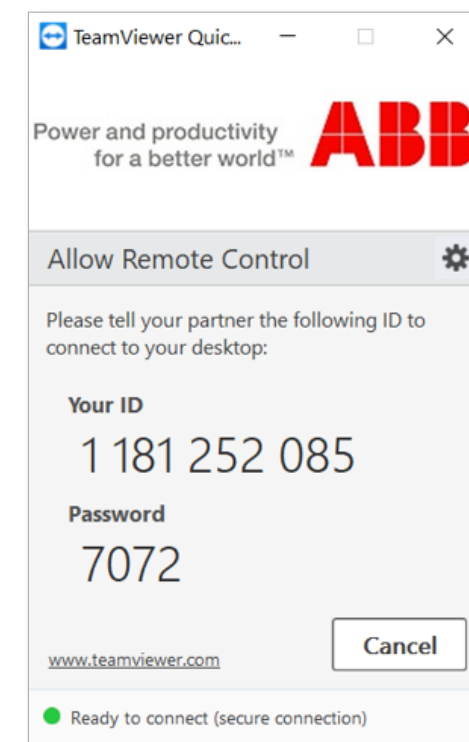 TeamViewer Quic...
Power and productivity
for a better world™
ABB
Allow Remote Control
Please tell your partner the following ID to
connect to your desktop:
Your ID
1 181 252 085
Password
7072
Cancel
www.teamviewer.com
Ready to connect (secure connection)